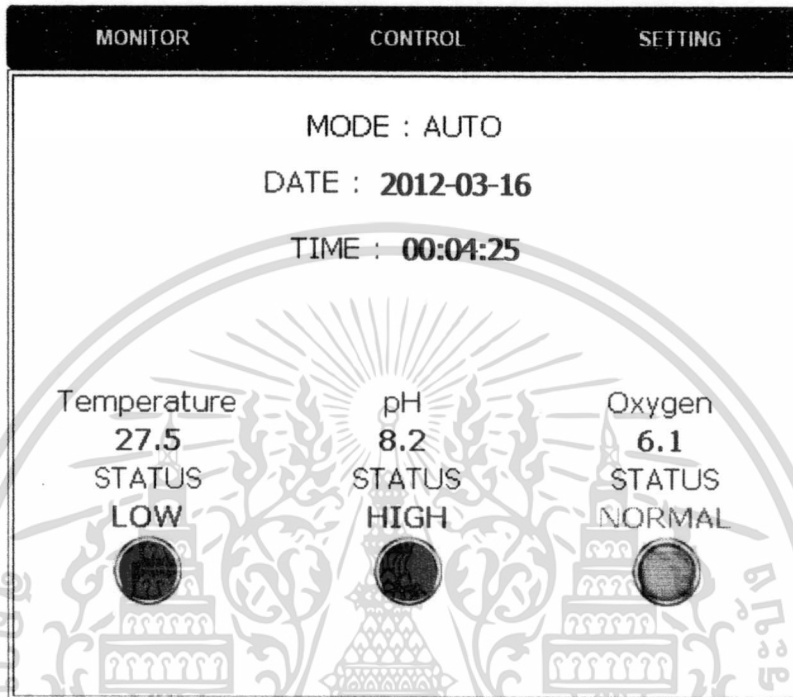 MONITOR CONTROL SETTING
MODE : AUTO
DATE : 2012-03-16
TIME : 00:04:25
Temperature pH Oxygen
27.5 8.2 6.1
STATUS STATUS STATUS
LOW HIGH NORMAL